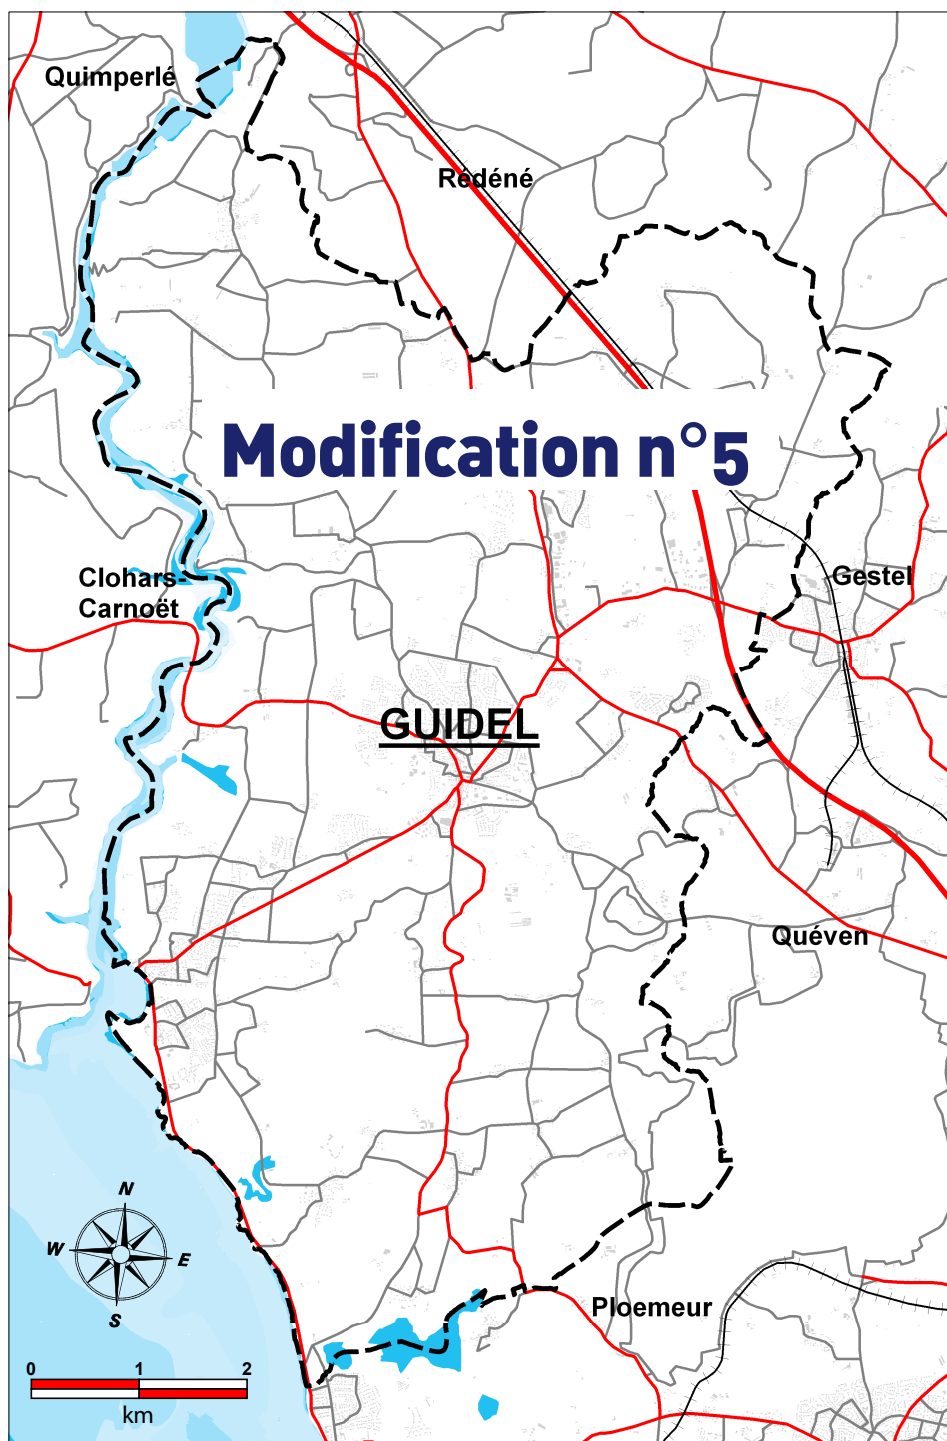 Quimperlé
Rédéné
Modification n°5
Clohars-
Carnoët
Gestel
GUIDEL
Quéven
N
W
E
S
Ploemeur
0 1 2
km